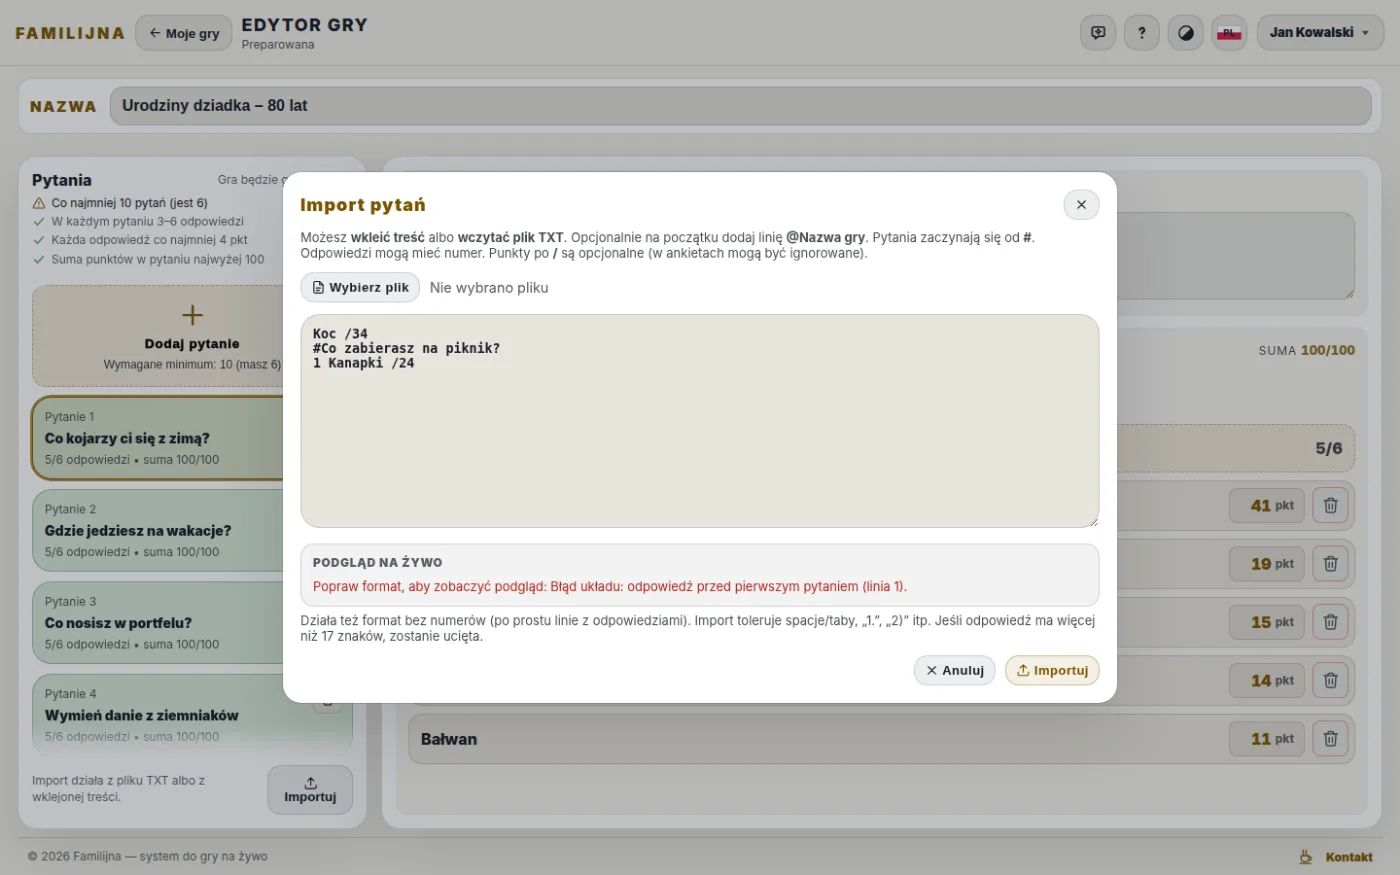 FAMILIJNA
Moje gry
EDYTOR GRY
Preparowana
?
PL
Jan Kowalski
NAZWA
Urodziny dziadka – 80 lat
Pytania
Gra będzie
Co najmniej 10 pytań (jest 6)
W każdym pytaniu 3–6 odpowiedzi
Każda odpowiedź co najmniej 4 pkt
Suma punktów w pytaniu najwyżej 100
Dodaj pytanie
Wymagane minimum: 10 (masz 6)
Pytanie 1
Co kojarzy ci się z zimą?
5/6 odpowiedzi • suma 100/100
Pytanie 2
Gdzie jedziesz na wakacje?
5/6 odpowiedzi • suma 100/100
Pytanie 3
Co nosisz w portfelu?
5/6 odpowiedzi • suma 100/100
Pytanie 4
Wymień danie z ziemniaków
5/6 odpowiedzi • suma 100/100
Import działa z pliku TXT albo z
wklejonej treści.
Importuj
Import pytań
Możesz wkleić treść albo wczytać plik TXT. Opcjonalnie na początku dodaj linię @Nazwa gry. Pytania zaczynają się od #.
Odpowiedzi mogą mieć numer. Punkty po / są opcjonalne (w ankietach mogą być ignorowane).
Wybierz plik
Nie wybrano pliku
Koc /34
#Co zabierasz na piknik?
1 Kanapki /24
PODGLĄD NA ŻYWO
Popraw format, aby zobaczyć podgląd: Błąd układu: odpowiedź przed pierwszym pytaniem (linia 1).
Działa też format bez numerów (po prostu linie z odpowiedziami). Import toleruje spacje/taby, „1.”, „2)” itp. Jeśli odpowiedź ma więcej
niż 17 znaków, zostanie ucięta.
Anuluj
Importuj
SUMA 100/100
5/6
41 pkt
19 pkt
15 pkt
14 pkt
Bałwan
11 pkt
© 2026 Familijna — system do gry na żywo
Kontakt